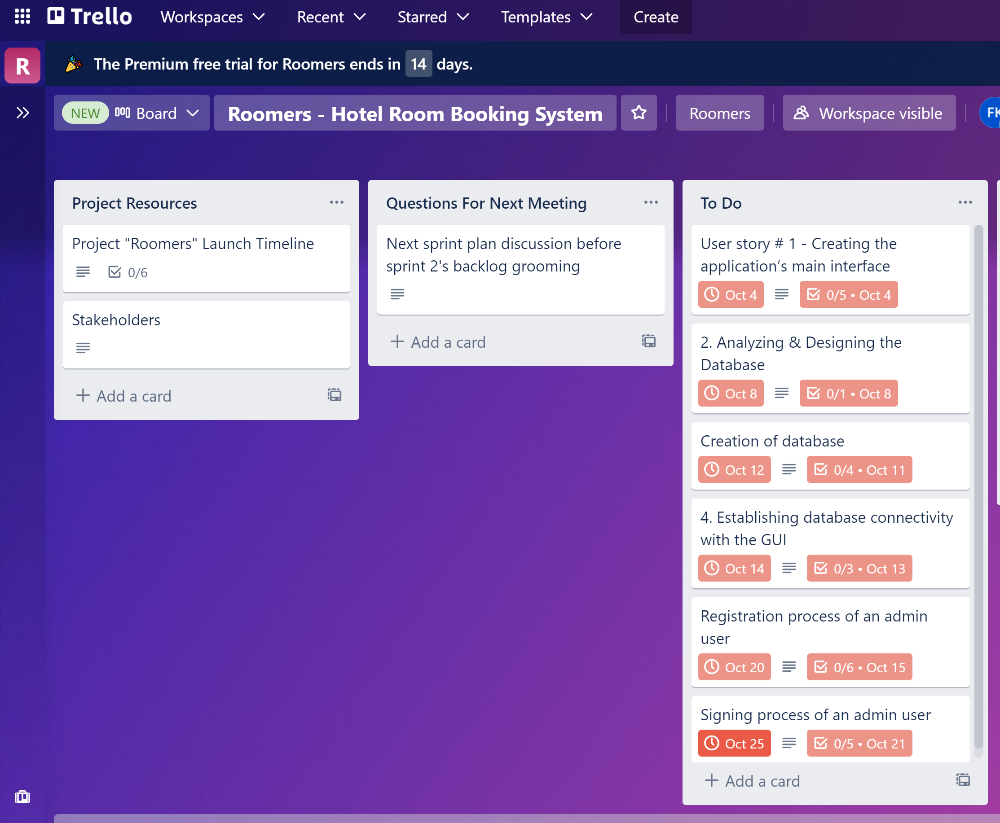 Trello Workspaces Recent Starred Templates Create
R
The Premium free trial for Roomers ends in 14 days.
NEW Board Roomers - Hotel Room Booking System Roomers Workspace visible FK
Project Resources
Project "Roomers" Launch Timeline
0/6
Stakeholders
+ Add a card
Questions For Next Meeting
Next sprint plan discussion before
sprint 2's backlog grooming
+ Add a card
To Do
User story # 1 - Creating the
application’s main interface
Oct 4 0/5 • Oct 4
2. Analyzing & Designing the
Database
Oct 8 0/1 • Oct 8
Creation of database
Oct 12 0/4 • Oct 11
4. Establishing database connectivity
with the GUI
Oct 14 0/3 • Oct 13
Registration process of an admin
user
Oct 20 0/6 • Oct 15
Signing process of an admin user
Oct 25 0/5 • Oct 21
+ Add a card